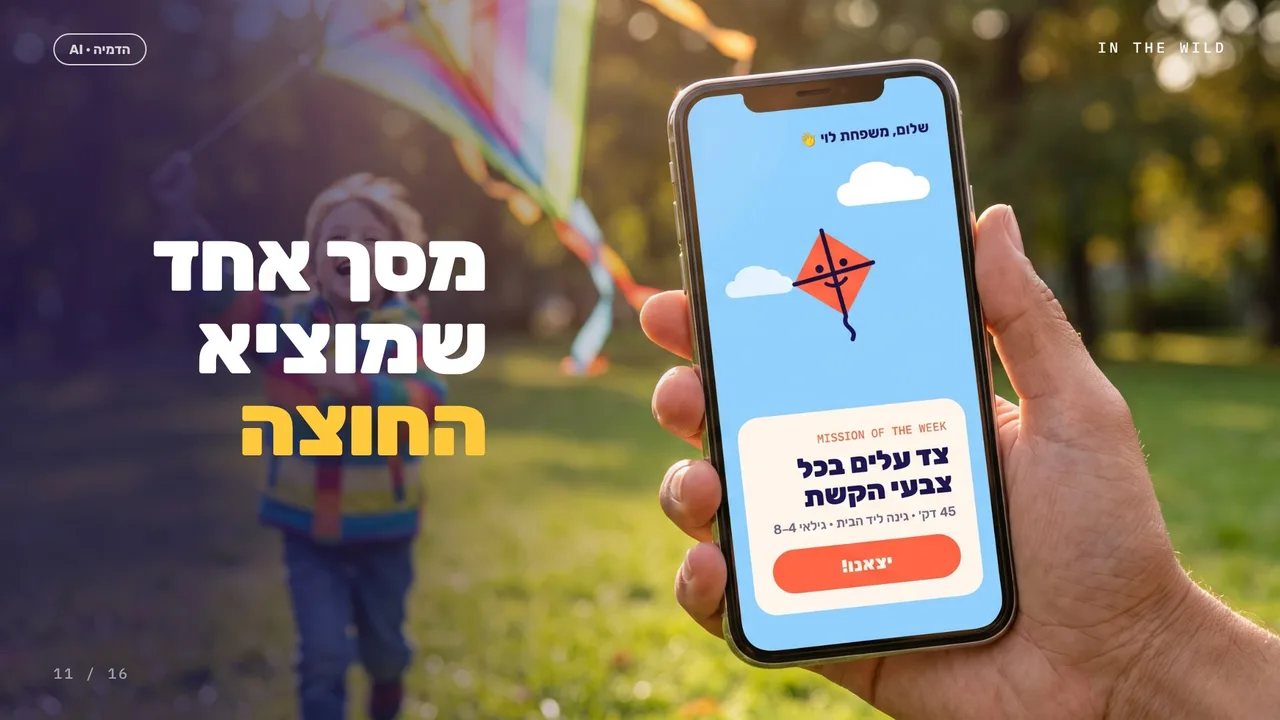 הדמיה • AI
IN THE WILD
מסך אחד
שמוציא
החוצה
שלום, משפחת לוי 👋
MISSION OF THE WEEK
צד עלים בכל
צבעי הקשת
45 דק' • גינה ליד הבית • גילאי 4–8
יצאנו!
11 / 16